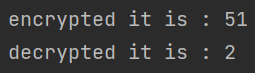 encrypted it is : 51
decrypted it is : 2